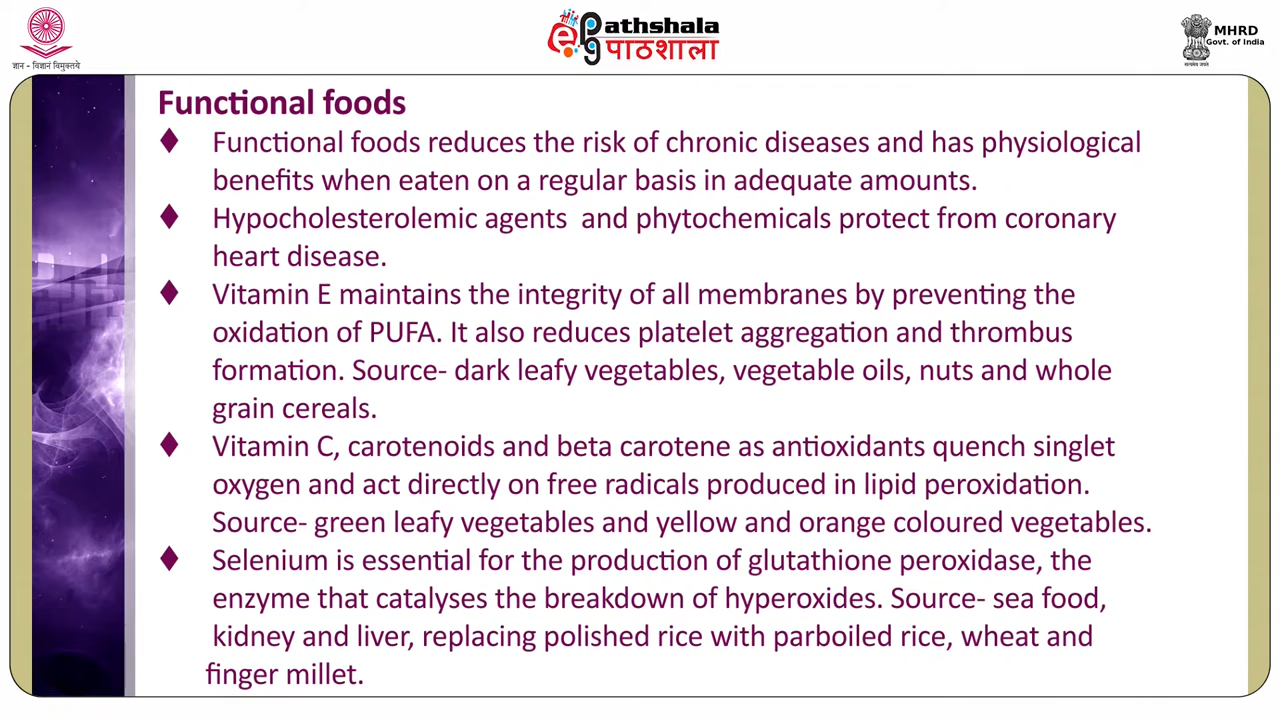 ज्ञान - विज्ञानं विमुक्तये
e Pathshala
पाठशाला
MHRD
Govt. of India
सत्यमेव जयते
Functional foods
♦ Functional foods reduces the risk of chronic diseases and has physiological
benefits when eaten on a regular basis in adequate amounts.
♦ Hypocholesterolemic agents and phytochemicals protect from coronary
heart disease.
♦ Vitamin E maintains the integrity of all membranes by preventing the
oxidation of PUFA. It also reduces platelet aggregation and thrombus
formation. Source- dark leafy vegetables, vegetable oils, nuts and whole
grain cereals.
♦ Vitamin C, carotenoids and beta carotene as antioxidants quench singlet
oxygen and act directly on free radicals produced in lipid peroxidation.
Source- green leafy vegetables and yellow and orange coloured vegetables.
♦ Selenium is essential for the production of glutathione peroxidase, the
enzyme that catalyses the breakdown of hyperoxides. Source- sea food,
kidney and liver, replacing polished rice with parboiled rice, wheat and
finger millet.